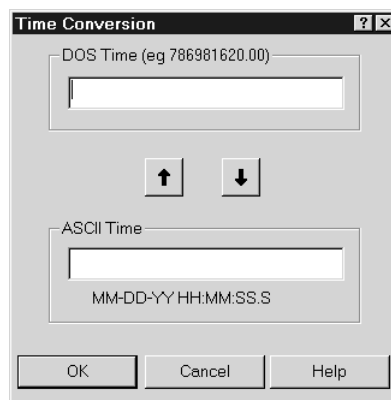 Time Conversion
DOS Time (eg 786981620.00)
ASCII Time
MM-DD-YY HH:MM:SS.S
OK Cancel Help